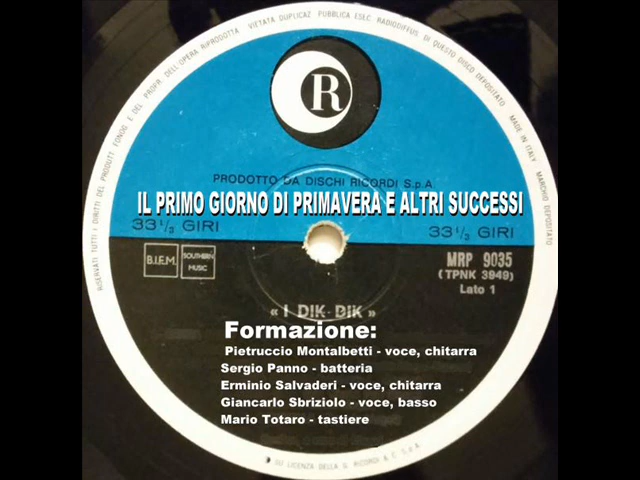 RISERVATI TUTTI I DIRITTI DEL PRODUTT. FONOG. E DEL PROPR. DELL'OPERA RIPRODOTTA VIETATA DUPLICAZ. PUBBLICA ESEC. RADIODIFFUS. DI QUESTO DISCO DEPOSITATO
MADE IN ITALY MARCHIO DEPOSITATO
R
PRODOTTO DA DISCHI RICORDI S.p.A.
IL PRIMO GIORNO DI PRIMAVERA E ALTRI SUCCESSI
33 1/3 GIRI
33 1/3 GIRI
B.I.E.M.
SOUTHERN
MUSIC
MRP 9035
(TPNK 3949)
Lato 1
« I DIK DIK »
Formazione:
Pietruccio Montalbetti - voce, chitarra
Sergio Panno - batteria
Erminio Salvaderi - voce, chitarra
Giancarlo Sbriziolo - voce, basso
Mario Totaro - tastiere
LICENZA DELLA G. RICORDI & C. S.p.A.